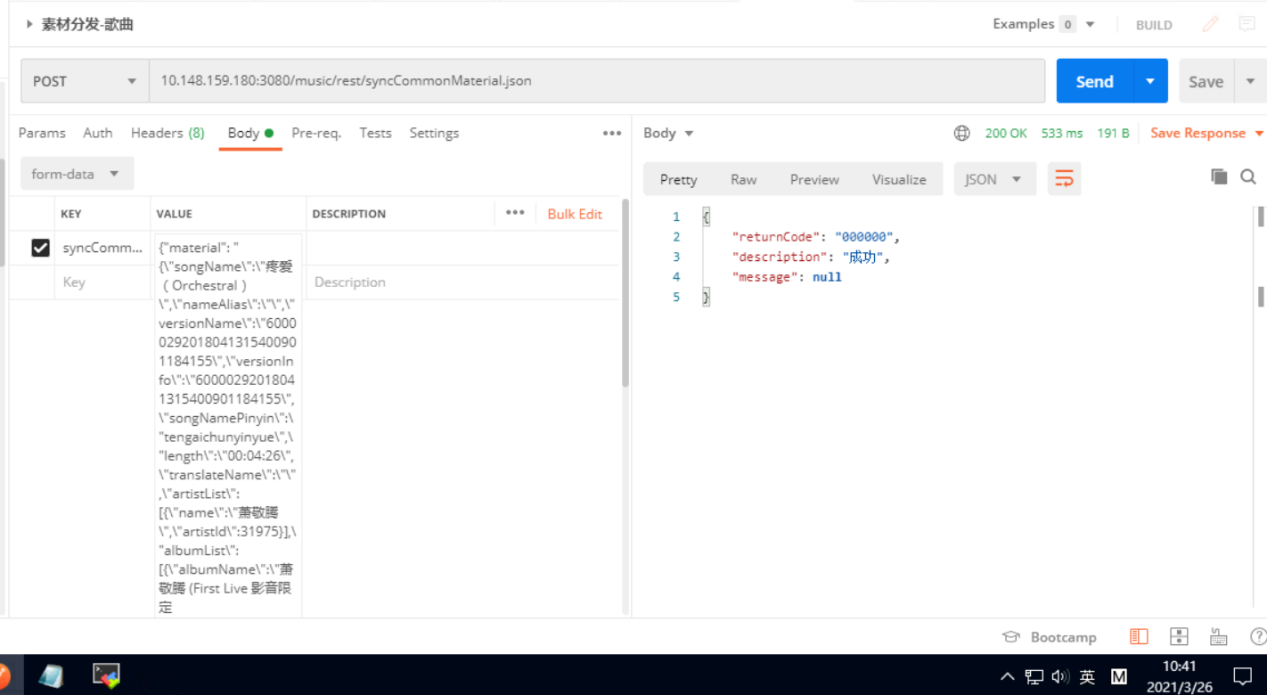 素材分发-歌曲
Examples 0
BUILD
POST
10.148.159.180:3080/music/rest/syncCommonMaterial.json
Send
Save
Params Auth Headers (8) Body Pre-req. Tests Settings
Body
200 OK 533 ms 191 B Save Response
form-data
Pretty Raw Preview Visualize JSON
KEY VALUE DESCRIPTION ••• Bulk Edit
syncComm...
{"material": "
{\"songName\":\"疼爱
（Orchestral）
\",\"nameAlias\":\"\",\"
versionName\":\"6000
029201804131540090
1184155\",\"versionIn
fo\":\"6000029201804
1315400901184155\",
\"songNamePinyin\":\
"tengaichunyinyue\",\
"length\":\"00:04:26\",
\"translateName\":\"\"
,\"artistList\":
[{\"name\":\"萧敬腾
\",\"artistId\":31975}],\
"albumList\":
[{\"albumName\":\"萧
敬腾 (First Live 影音限
定
Key
Description
1 {
2 "returnCode": "000000",
3 "description": "成功",
4 "message": null
5 }
Bootcamp
英
M
10:41
2021/3/26